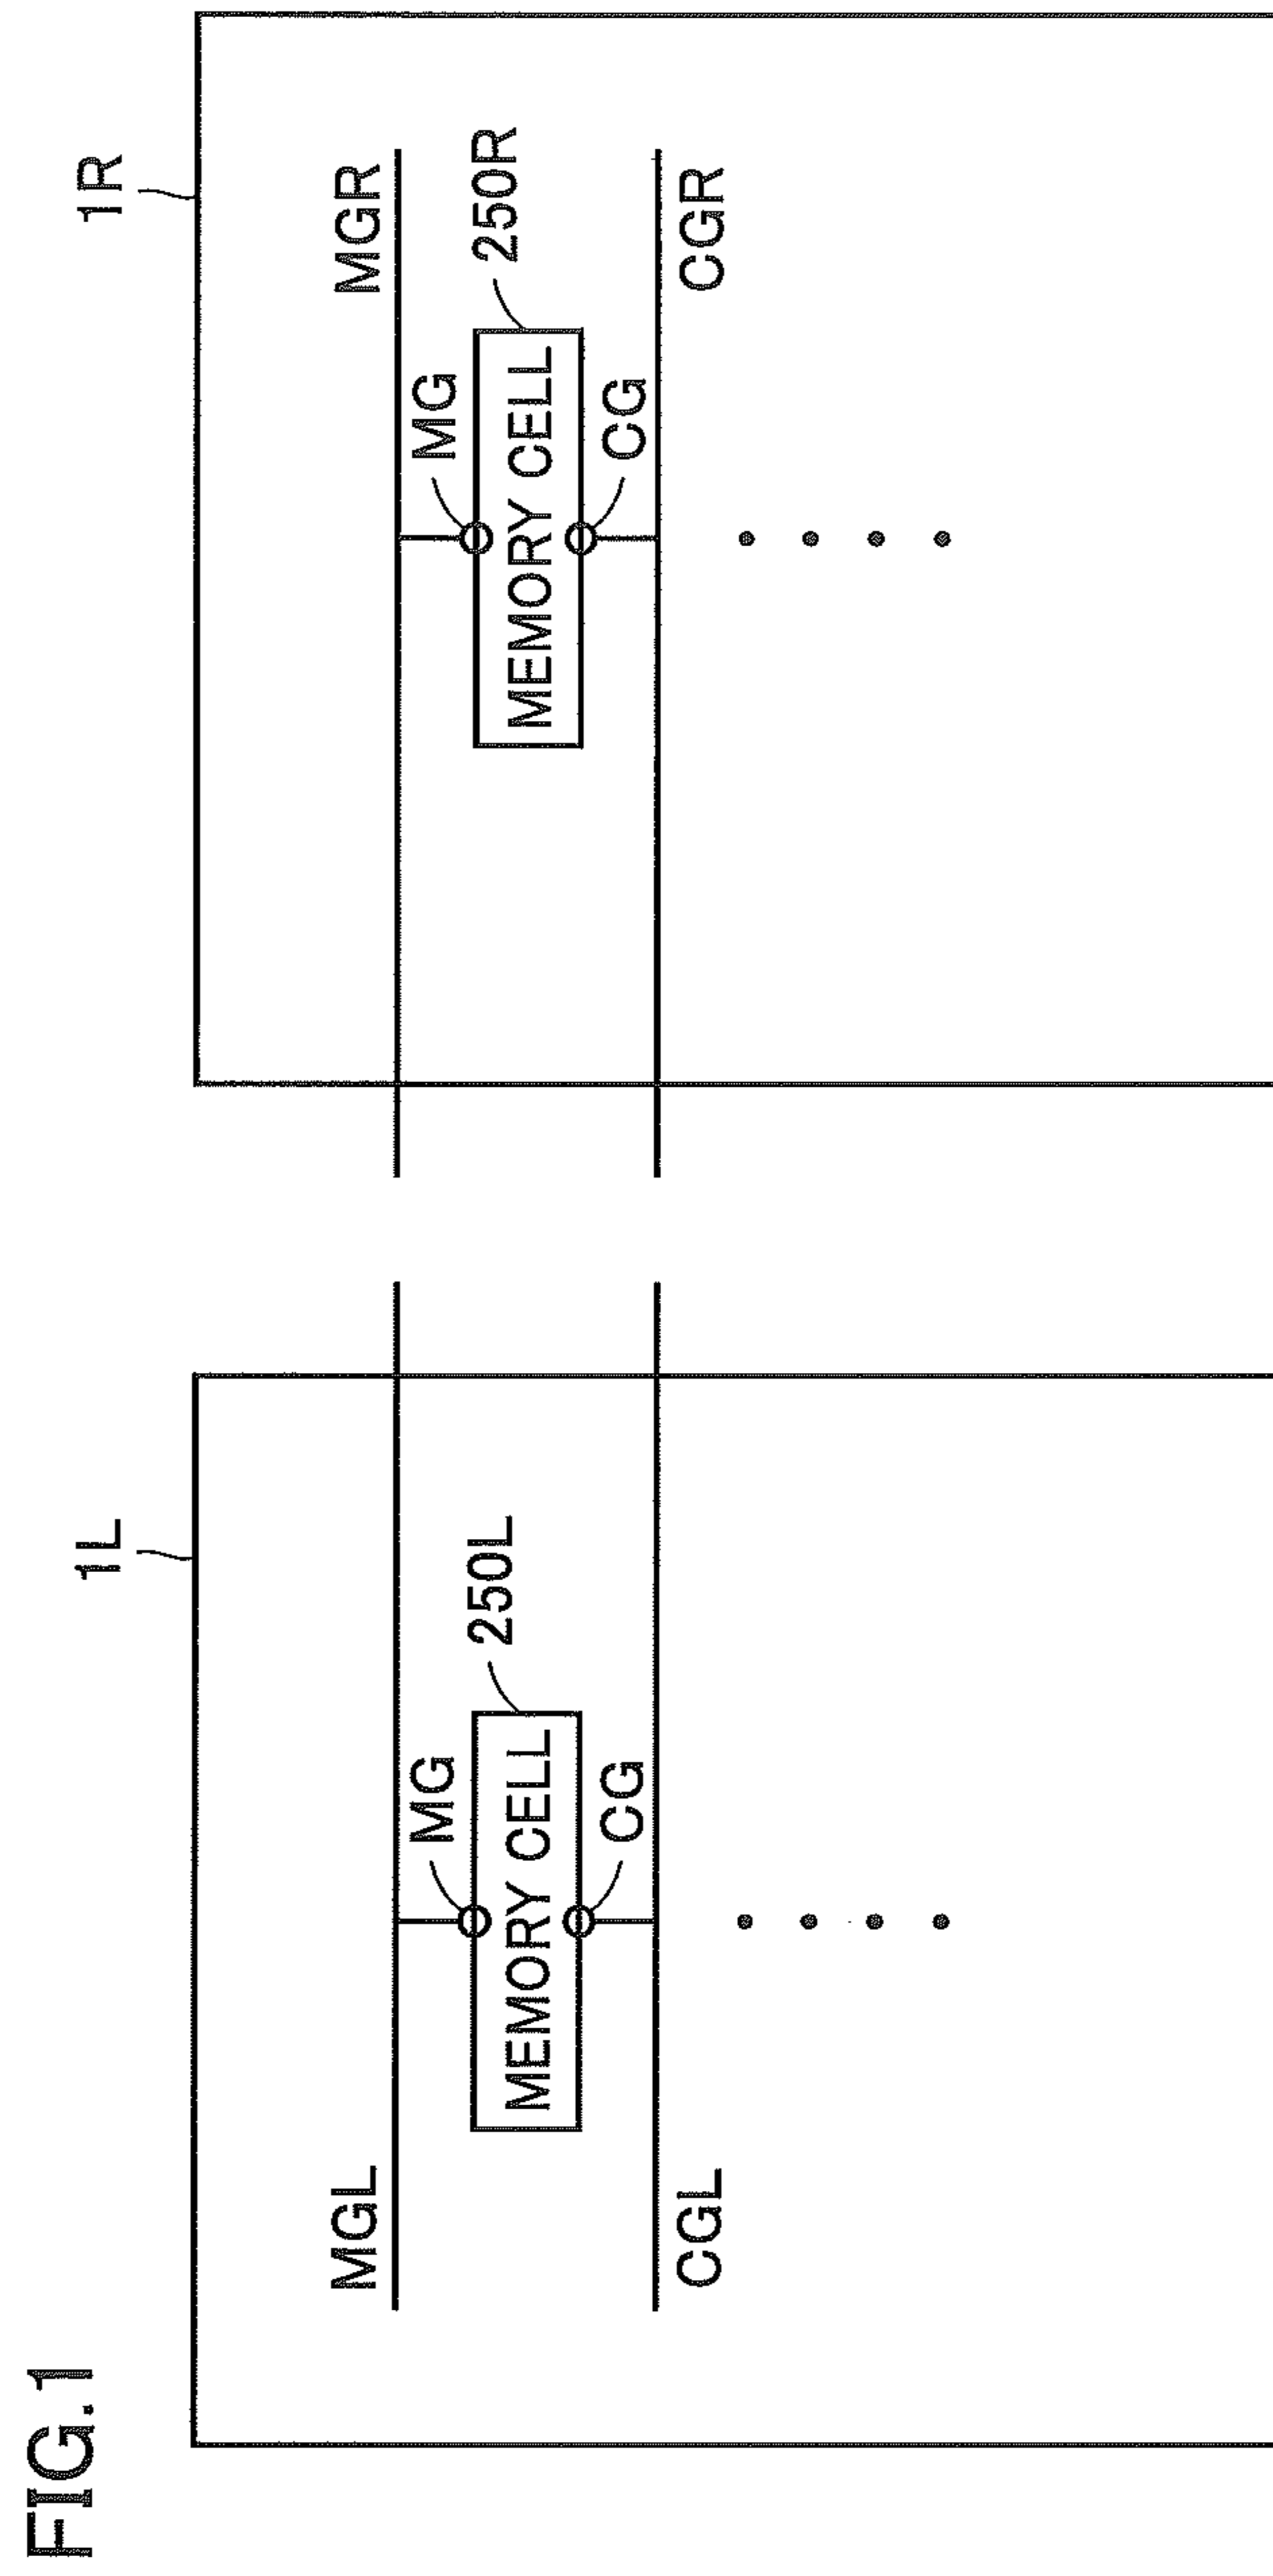 FIG.1
1L
1R
MGL
MGR
MG
250L
MG
250R
MEMORY CELL
MEMORY CELL
CG
CG
CGL
CGR